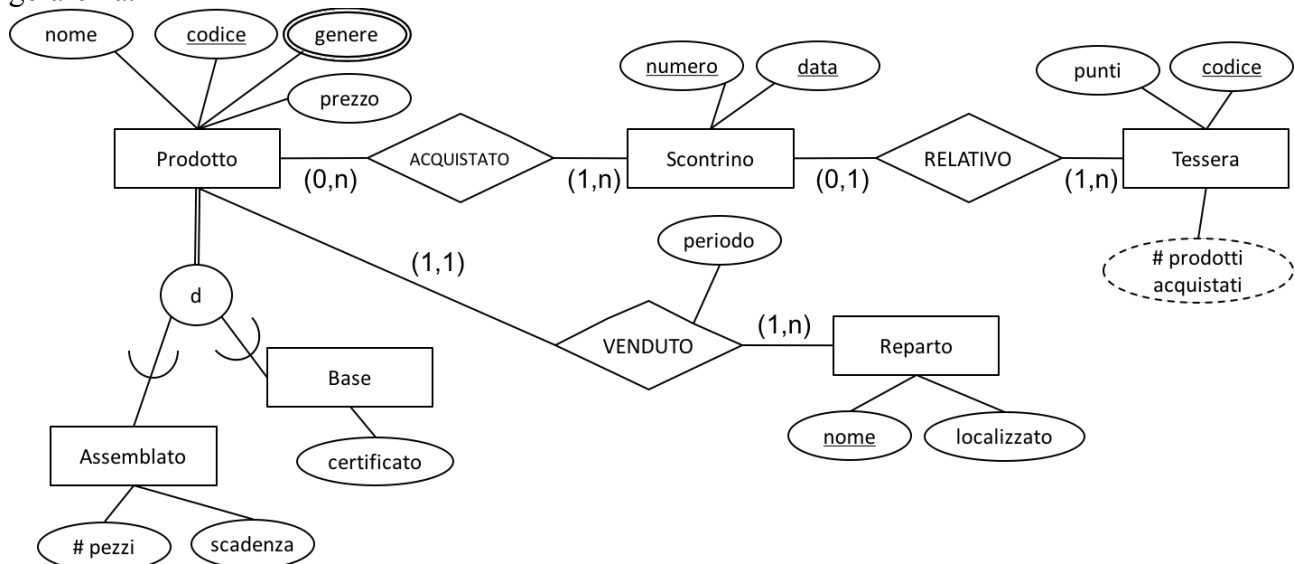 nome
codice
genere
prezzo
numero
data
punti
codice
Prodotto
ACQUISTATO
Scontrino
RELATIVO
Tessera
(0,n)
(1,n)
(0,1)
(1,n)
# prodotti
acquistati
periodo
(1,1)
d
(1,n)
VENDUTO
Reparto
Base
nome
localizzato
Assemblato
certificato
# pezzi
scadenza